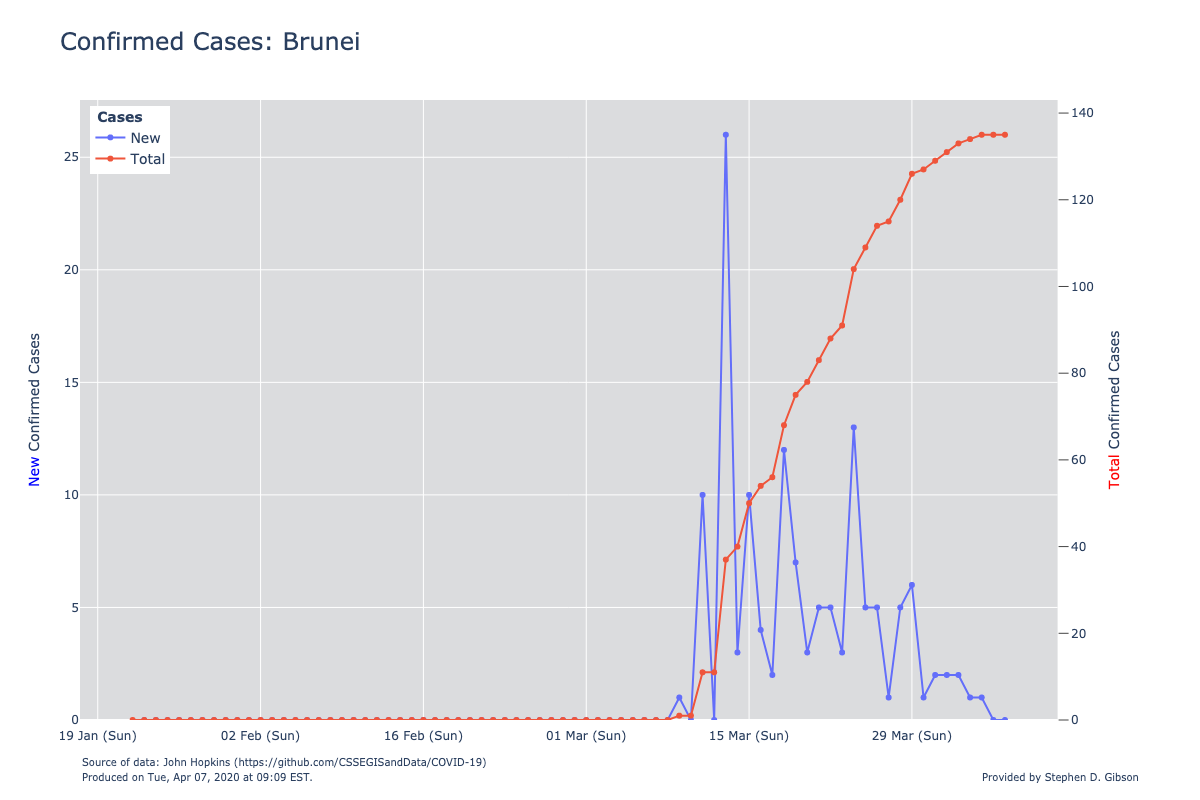 Confirmed Cases: Brunei
Cases
New
Total
25
20
15
10
5
0
140
120
100
80
60
40
20
0
New Confirmed Cases
Total Confirmed Cases
19 Jan (Sun)
02 Feb (Sun)
16 Feb (Sun)
01 Mar (Sun)
15 Mar (Sun)
29 Mar (Sun)
Source of data: John Hopkins (https://github.com/CSSEGISandData/COVID-19)
Produced on Tue, Apr 07, 2020 at 09:09 EST.
Provided by Stephen D. Gibson